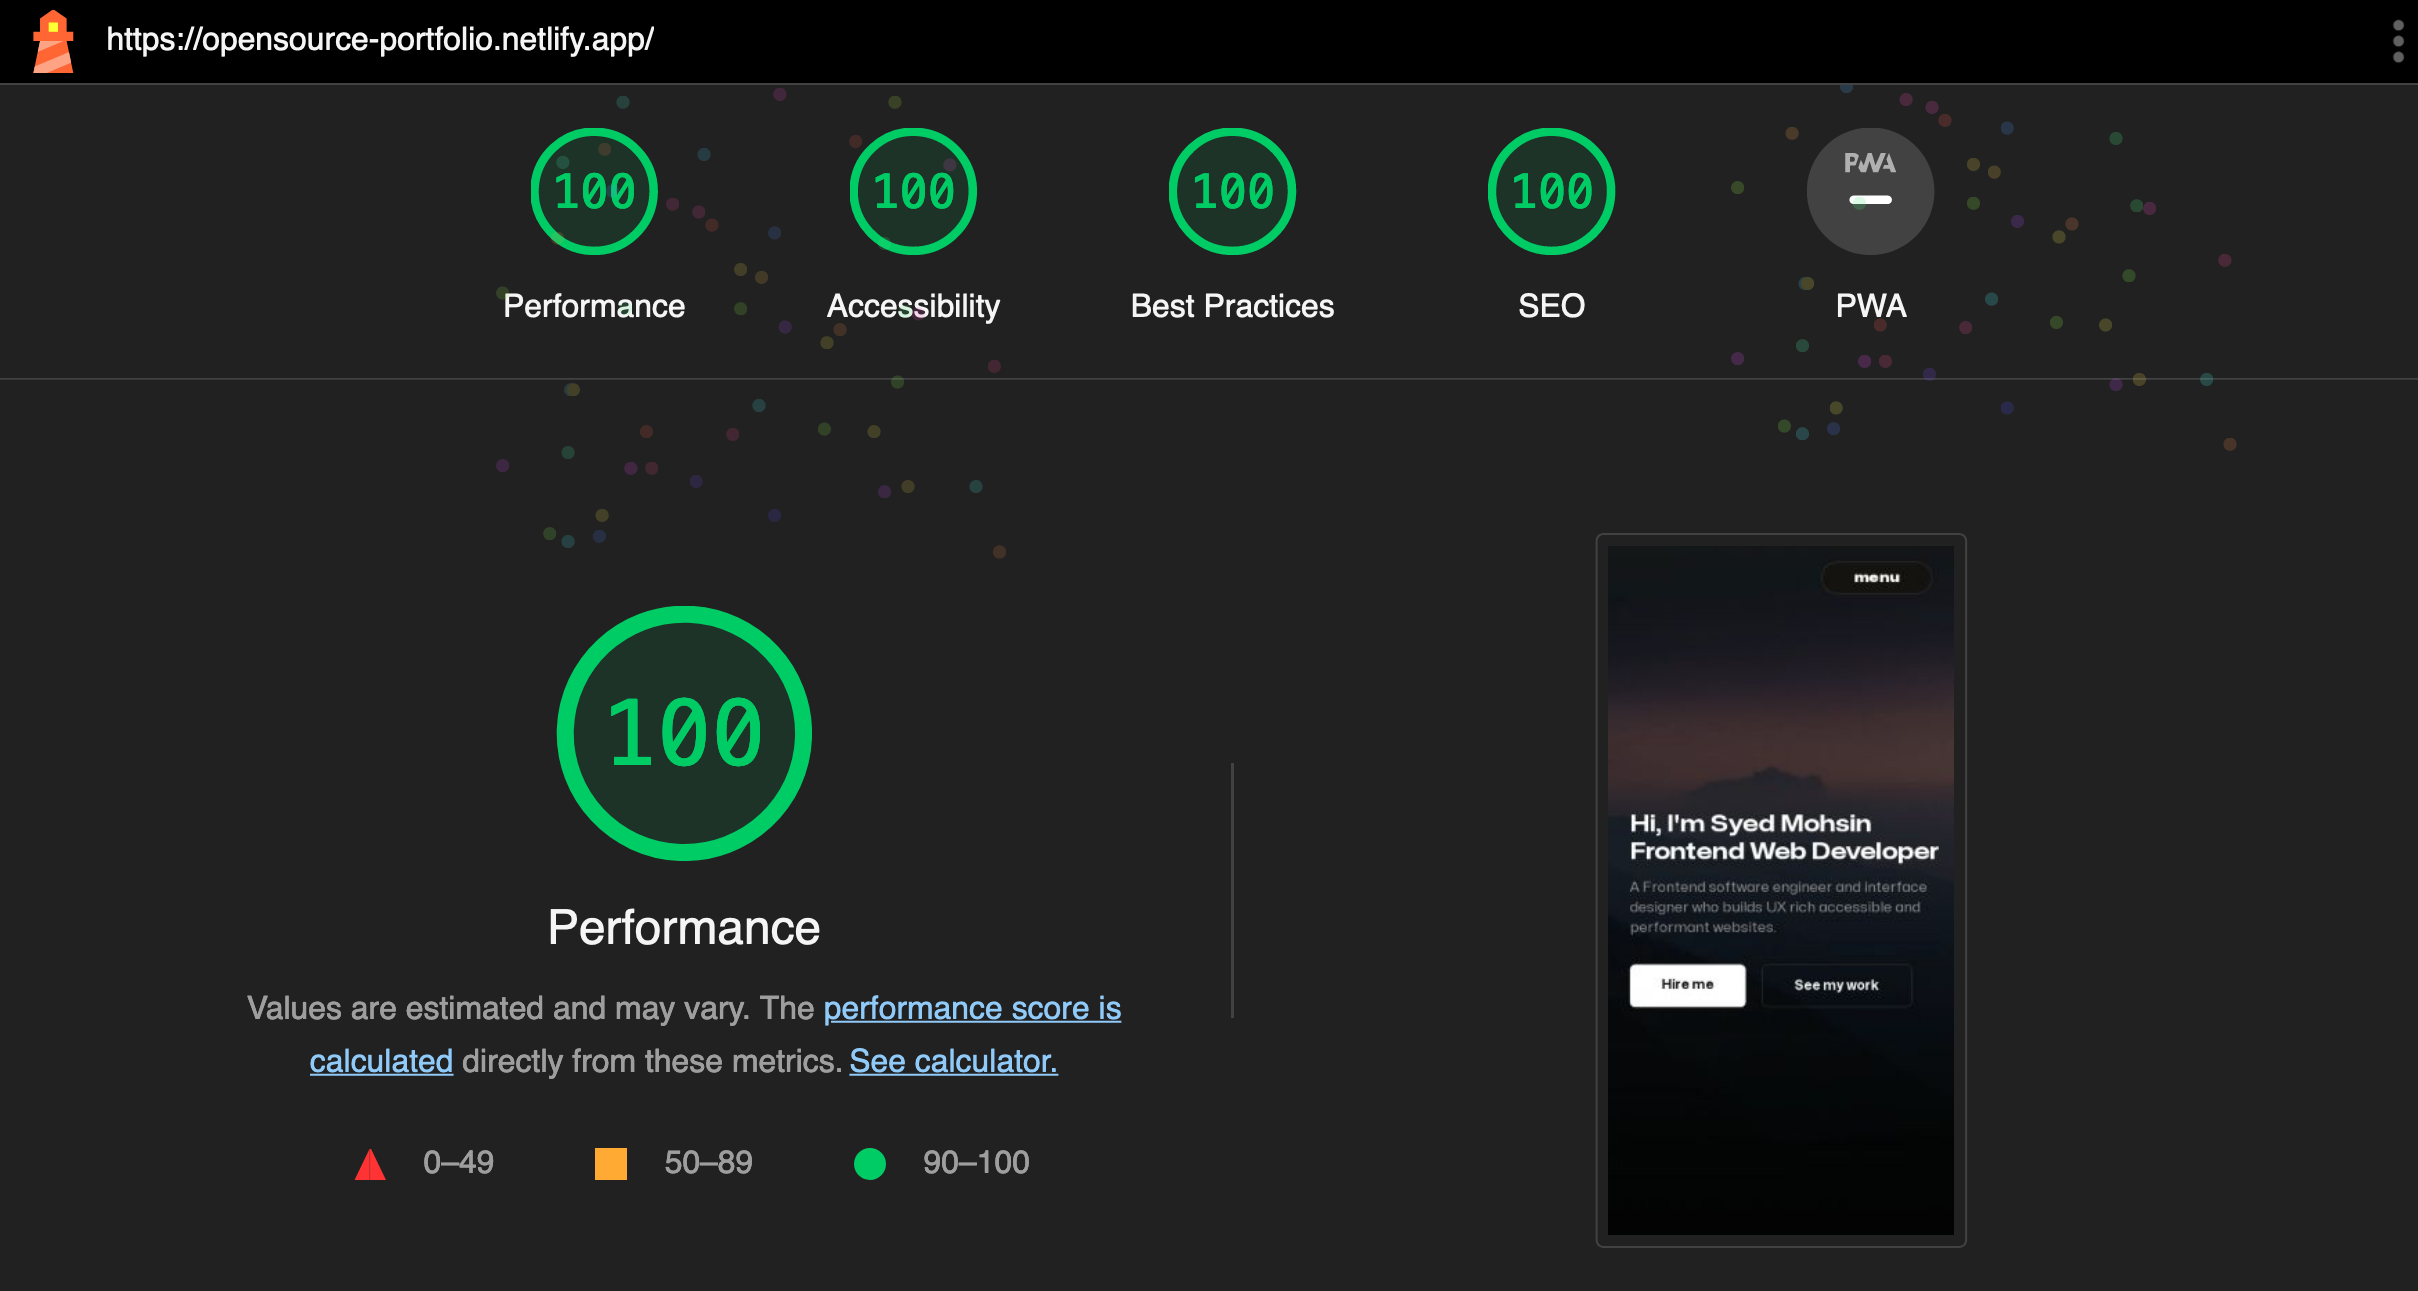 https://opensource-portfolio.netlify.app/
100
100
100
100
PWA
Performance
Accessibility
Best Practices
SEO
PWA
100
Performance
Values are estimated and may vary. The performance score is
calculated directly from these metrics. See calculator.
0–49
50–89
90–100
menu
Hi, I'm Syed Mohsin
Frontend Web Developer
A Frontend software engineer and interface
designer who builds UX rich accessible and
performant websites.
Hire me
See my work